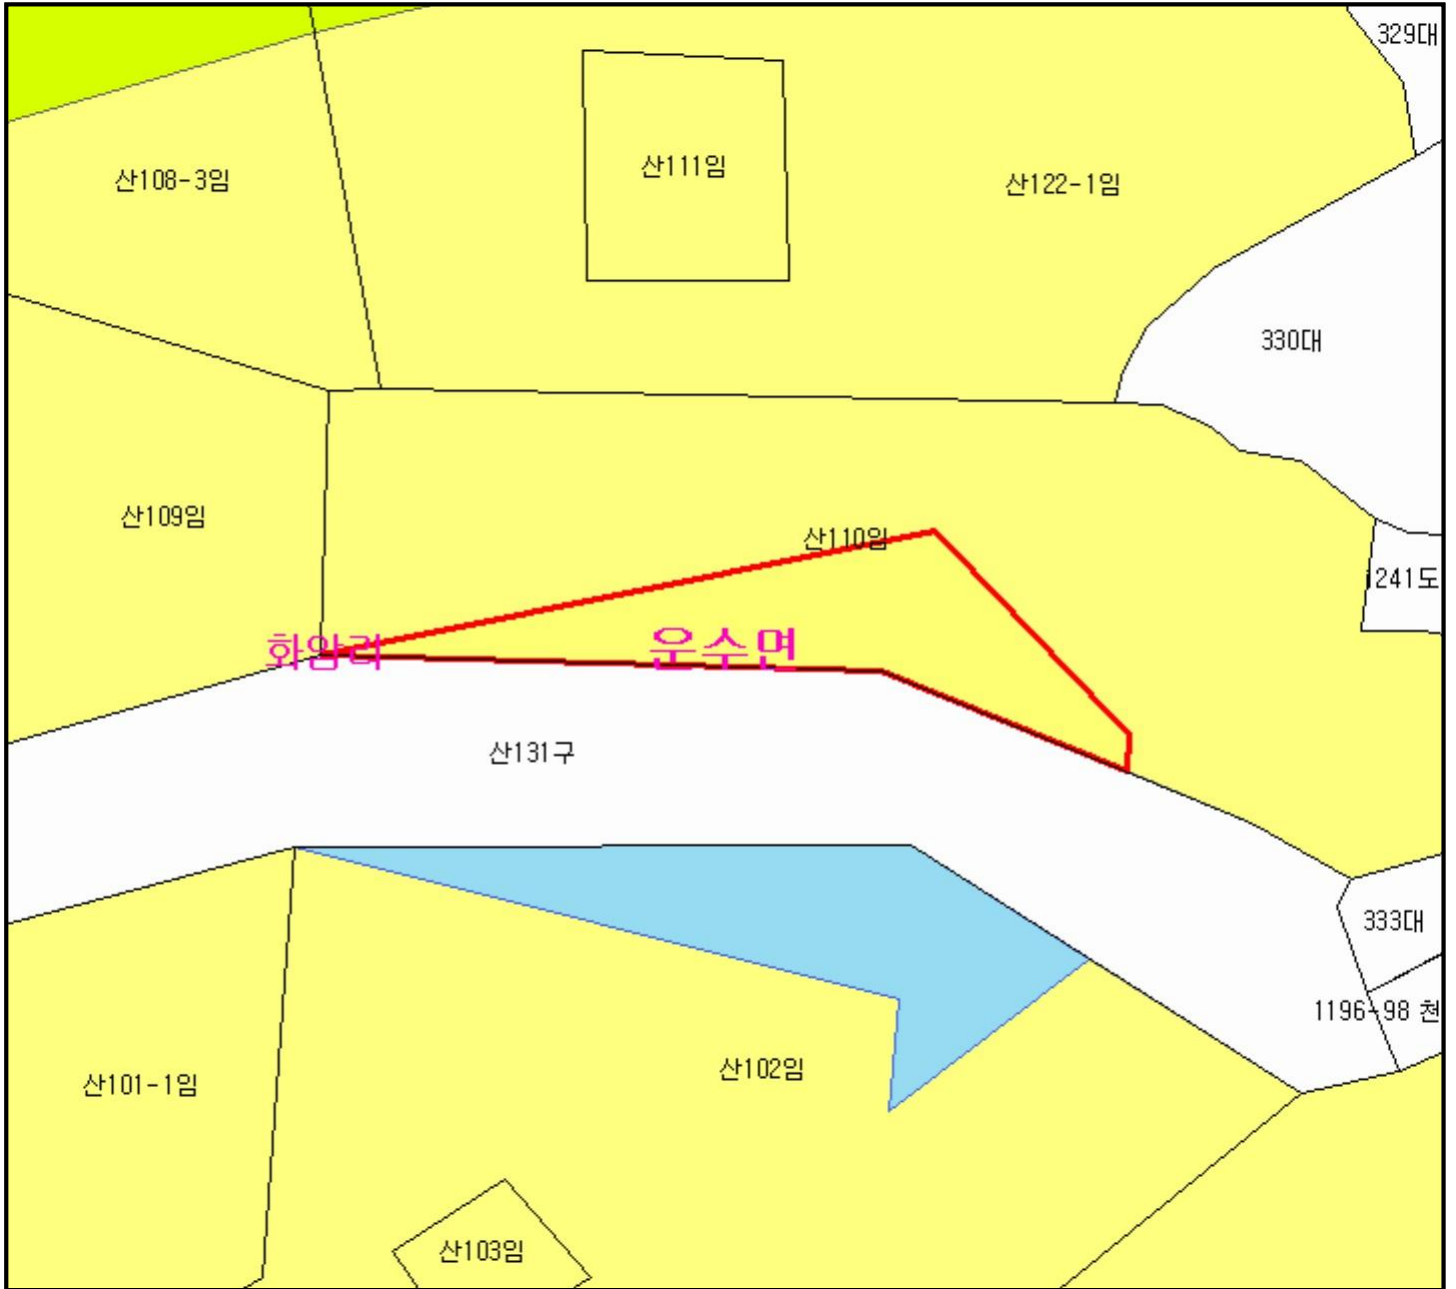 329대
산111임
산108-3임
산122-1임
330대
산109임
산110임
241도
화암리
운수면
산131구
333대
1196-98 천
산102임
산101-1임
산103임